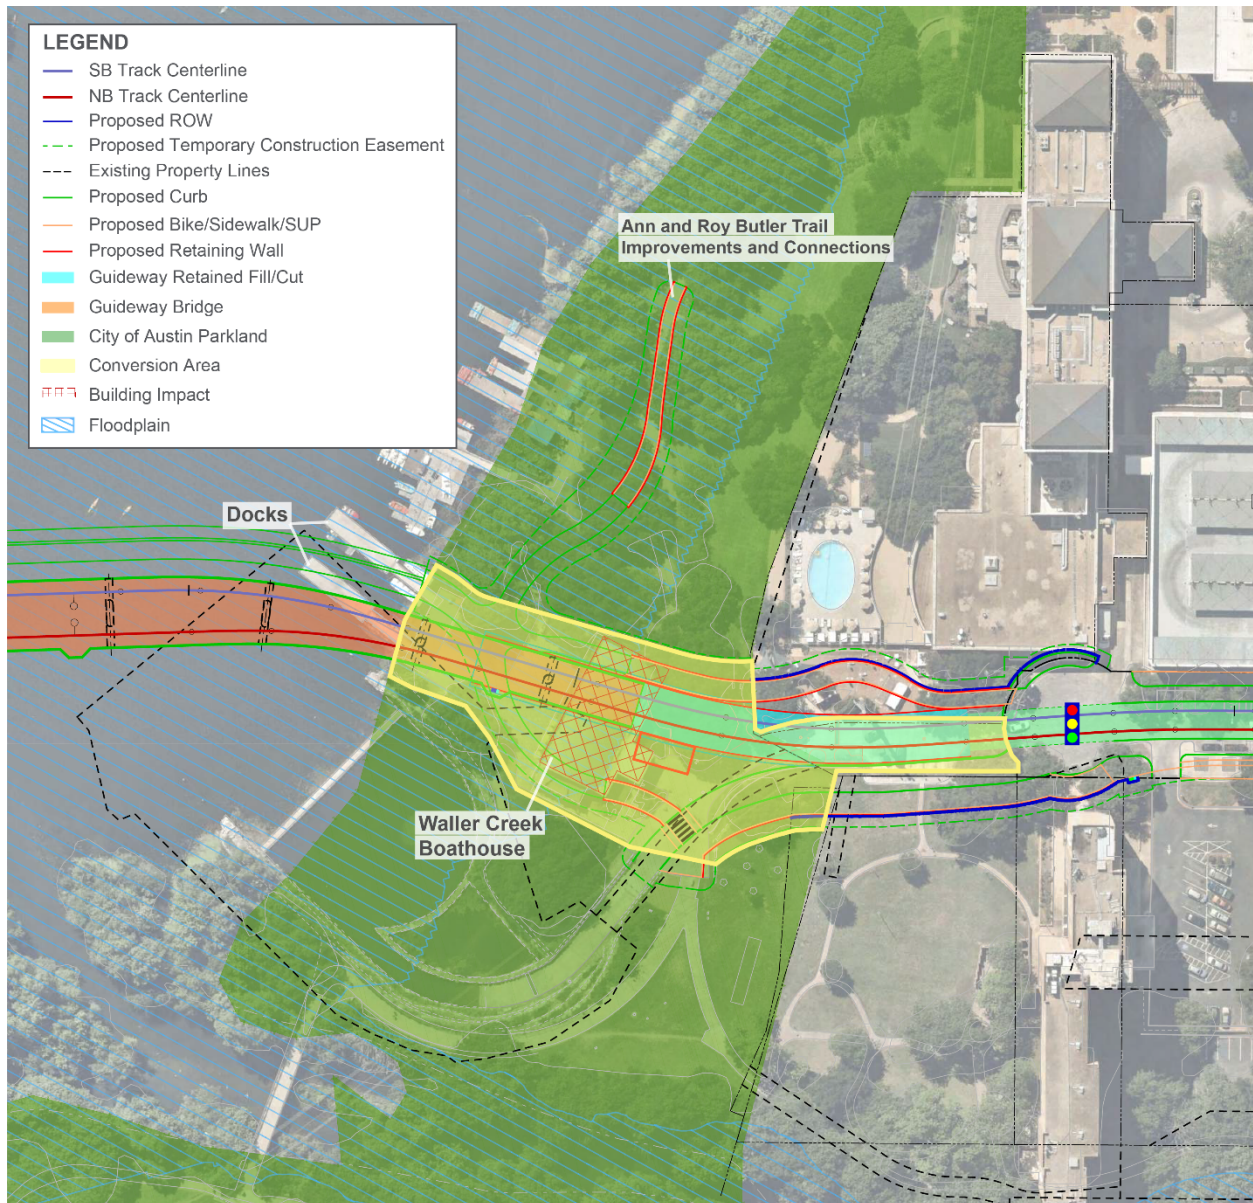 LEGEND
SB Track Centerline
NB Track Centerline
Proposed ROW
Proposed Temporary Construction Easement
Existing Property Lines
Proposed Curb
Proposed Bike/Sidewalk/SUP
Proposed Retaining Wall
Guideway Retained Fill/Cut
Guideway Bridge
City of Austin Parkland
Conversion Area
Building Impact
Floodplain
Ann and Roy Butler Trail
Improvements and Connections
Docks
Waller Creek
Boathouse